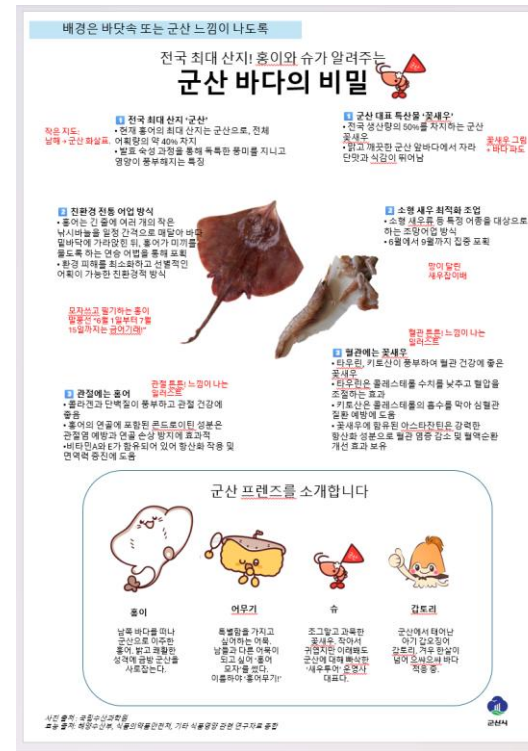 배경은 바닷속 또는 군산 느낌이 나도록
전국 최대 산지! 홍이와 슈가 알려주는
군산 바다의 비밀
1 전국 최대 산지 ‘군산’
• 현재 홍어의 최대 산지는 군산으로, 전체
어획량의 약 40% 차지
• 발효 숙성 과정을 통해 독특한 풍미를 지니고
영양이 풍부해지는 특징
작은 지도:
남해 → 군산 화살표.
1 군산 대표 특산물 ‘꽃새우’
• 전국 생산량의 50%를 차지하는 군산
꽃새우
• 맑고 깨끗한 군산 앞바다에서 자라
단맛과 식감이 뛰어남
꽃새우 그림
+ 바다 파도
2 친환경 전통 어업 방식
• 홍어는 긴 줄에 여러 개의 작은
낚시바늘을 일정 간격으로 매달아 바다
밑바닥에 가라앉힌 뒤, 홍어가 미끼를
물도록 하는 연승 어법을 통해 포획
• 환경 피해를 최소화하고 선별적인
어획이 가능한 친환경적 방식
모자쓰고 밀기하는 홍이
말풍선 “6월 1일부터 7월
15일까지는 금어기래!”
2 소형 새우 최적화 조업
• 소형 새우류 등 특정 어종을 대상으로
하는 조망어업 방식
• 6월에서 9월까지 집중 포획
망이 달린
새우잡이배
혈관 튼튼! 느낌이 나는
일러스트
3 혈관에는 꽃새우
• 타우린, 키토산이 풍부하여 혈관 건강에 좋은
꽃새우
• 타우린은 콜레스테롤 수치를 낮추고 혈압을
조절하는 효과
• 키토산은 콜레스테롤의 흡수를 막아 심혈관
질환 예방에 도움
• 꽃새우에 함유된 아스타잔틴은 강력한
항산화 성분으로 혈관 염증 감소 및 혈액순환
개선 효과 보유
관절 튼튼! 느낌이 나는
일러스트
3 관절에는 홍어
• 콜라겐과 단백질이 풍부하고 관절 건강에
좋음
• 홍어의 연골에 포함된 콘드로이틴 성분은
관절염 예방과 연골 손상 방지에 효과적
•비타민A와 E가 함유되어 있어 항산화 작용 및
면역력 증진에 도움
군산 프렌즈를 소개합니다
홍이
남쪽 바다를 떠나
군산으로 이주한
홍어. 밝고 쾌활한
성격에 금방 군산을
사로잡는다.
어무기
특별함을 가지고
싶어하는 어묵.
남들과 다른 어묵이
되고 싶어 ‘홍어
모자’를 썼다.
이름하야 ‘홍어무기!’
슈
조그맣고 과묵한
꽃새우. 작아서
귀엽지만 이래봬도
군산에 대해 빠삭한
‘새우투어’ 운영사
대표다.
갑토리
군산에서 태어난
아기 갑오징어
갑토리. 겨우 한살이
넘어 으쌰으쌰 바다
적응 중.
사진 출처: 국립수산과학원
효능 출처: 해양수산부, 식품의약품안전처, 기타 식품영양 관련 연구자료 종합
군산시